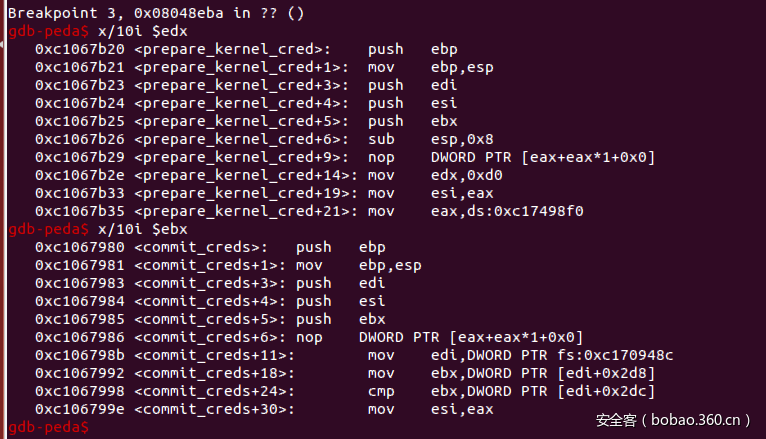 Breakpoint 3, 0x08048eba in ?? ()
gdb-peda$ x/10i $edx
0xc1067b20 <prepare_kernel_cred>: push ebp
0xc1067b21 <prepare_kernel_cred+1>: mov ebp,esp
0xc1067b23 <prepare_kernel_cred+3>: push edi
0xc1067b24 <prepare_kernel_cred+4>: push esi
0xc1067b25 <prepare_kernel_cred+5>: push ebx
0xc1067b26 <prepare_kernel_cred+6>: sub esp,0x8
0xc1067b29 <prepare_kernel_cred+9>: nop DWORD PTR [eax+eax*1+0x0]
0xc1067b2e <prepare_kernel_cred+14>: mov edx,0xd0
0xc1067b33 <prepare_kernel_cred+19>: mov esi,eax
0xc1067b35 <prepare_kernel_cred+21>: mov eax,ds:0xc17498f0
gdb-peda$ x/10i $ebx
0xc1067980 <commit_creds>: push ebp
0xc1067981 <commit_creds+1>: mov ebp,esp
0xc1067983 <commit_creds+3>: push edi
0xc1067984 <commit_creds+4>: push esi
0xc1067985 <commit_creds+5>: push ebx
0xc1067986 <commit_creds+6>: nop DWORD PTR [eax+eax*1+0x0]
0xc106798b <commit_creds+11>: mov edi,DWORD PTR fs:0xc170948c
0xc1067992 <commit_creds+18>: mov ebx,DWORD PTR [edi+0x2d8]
0xc1067998 <commit_creds+24>: cmp ebx,DWORD PTR [edi+0x2dc]
0xc106799e <commit_creds+30>: mov esi,eax
gdb-peda$
安全客（bobao.360.cn）